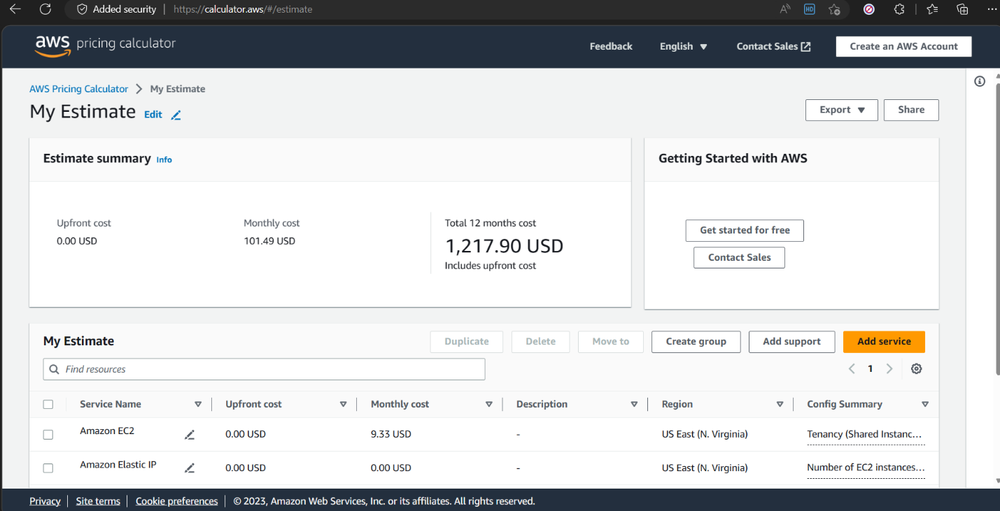 Added security | https://calculator.aws/#/estimate
aws pricing calculator
Feedback English Contact Sales Create an AWS Account
AWS Pricing Calculator > My Estimate
My Estimate Edit
Export Share
Estimate summary Info
Upfront cost
0.00 USD
Monthly cost
101.49 USD
Total 12 months cost
1,217.90 USD
Includes upfront cost
Getting Started with AWS
Get started for free
Contact Sales
My Estimate
Duplicate Delete Move to Create group Add support Add service
Find resources
1
Service Name Upfront cost Monthly cost Description Region Config Summary
Amazon EC2 0.00 USD 9.33 USD - US East (N. Virginia) Tenancy (Shared Instanc...
Amazon Elastic IP 0.00 USD 0.00 USD - US East (N. Virginia) Number of EC2 instances...
Privacy | Site terms | Cookie preferences | © 2023, Amazon Web Services, Inc. or its affiliates. All rights reserved.